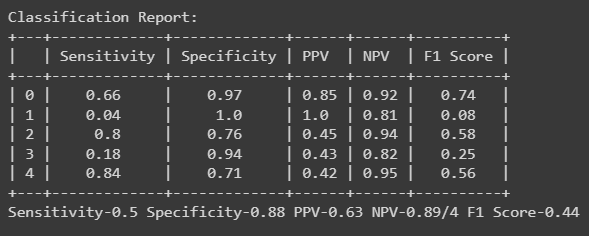 Classification Report:
+---+-------------+-------------+------+------+----------+
|   | Sensitivity | Specificity | PPV  | NPV  | F1 Score |
+---+-------------+-------------+------+------+----------+
| 0 |    0.66     |    0.97     | 0.85 | 0.92 |   0.74   |
| 1 |    0.04     |     1.0     | 1.0  | 0.81 |   0.08   |
| 2 |     0.8     |    0.76     | 0.45 | 0.94 |   0.58   |
| 3 |    0.18     |    0.94     | 0.43 | 0.82 |   0.25   |
| 4 |    0.84     |    0.71     | 0.42 | 0.95 |   0.56   |
+---+-------------+-------------+------+------+----------+
Sensitivity-0.5 Specificity-0.88 PPV-0.63 NPV-0.89/4 F1 Score-0.44